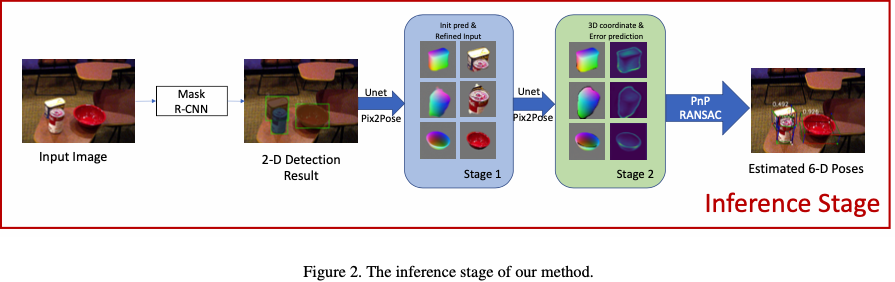 Init pred &
Refined Input
3D coordinate &
Error prediction
Mask
R-CNN
Unet
Pix2Pose
Unet
Pix2Pose
PnP
RANSAC
0.492
0.926
Input Image
2-D Detection
Result
Stage 1
Stage 2
Estimated 6-D Poses
Inference Stage
Figure 2. The inference stage of our method.